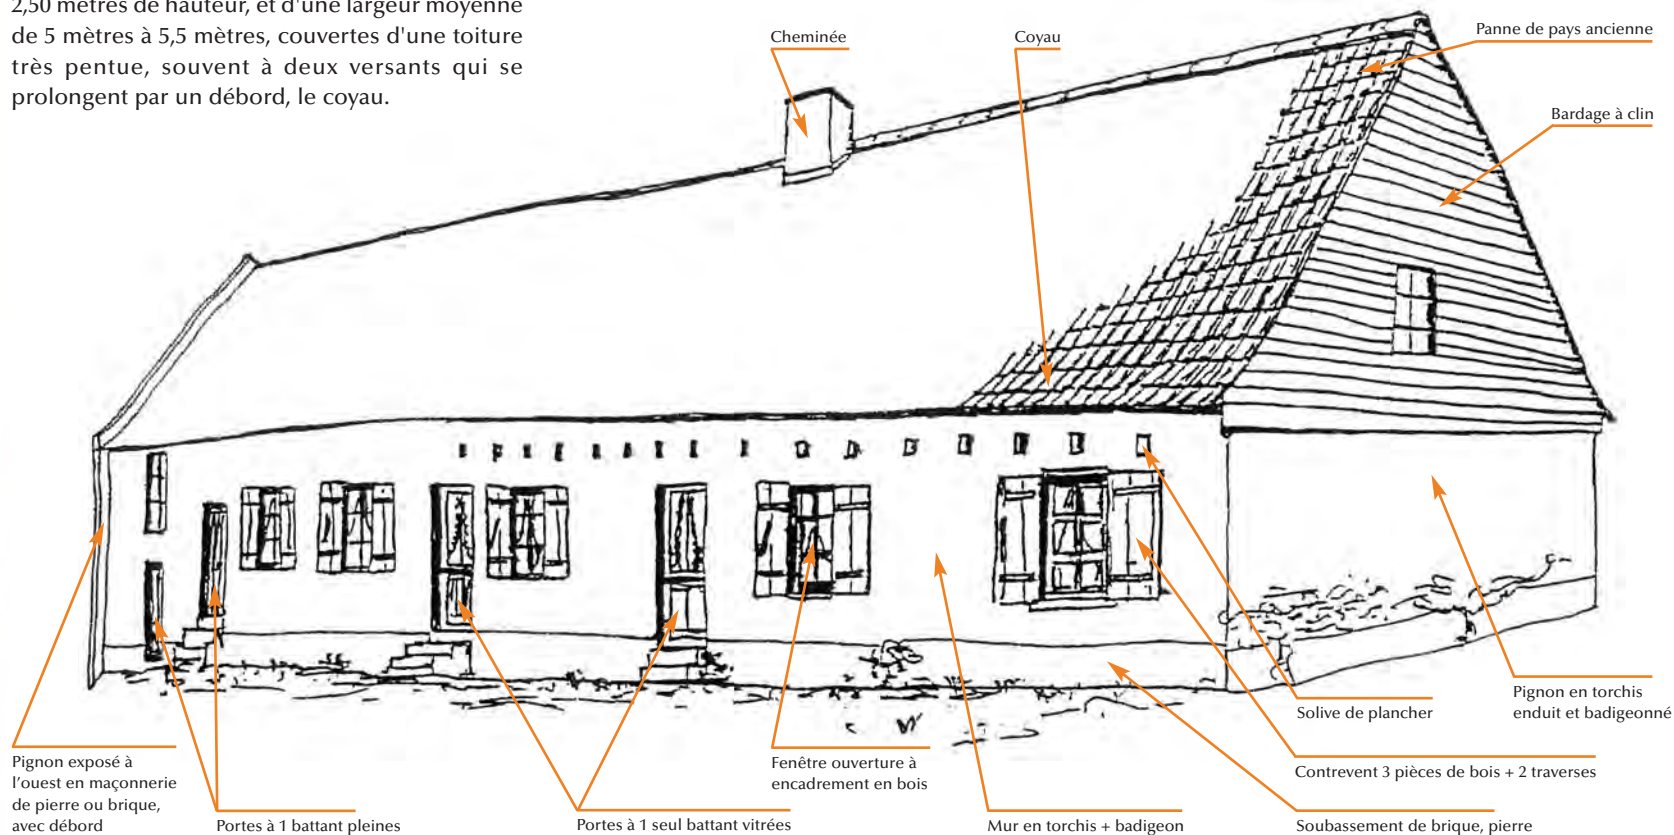 2,50 mètres de hauteur, et d'une largeur moyenne
de 5 mètres à 5,5 mètres, couvertes d'une toiture
très pentue, souvent à deux versants qui se
prolongent par un débord, le coyau.
Cheminée
Coyau
Panne de pays ancienne
Bardage à clin
Pignon exposé à
l'ouest en maçonnerie
de pierre ou brique,
avec débord
Portes à 1 battant pleines
Portes à 1 seul battant vitrées
Fenêtre ouverture à
encadrement en bois
Mur en torchis + badigeon
Solive de plancher
Pignon en torchis
enduit et badigeonné
Contrevent 3 pièces de bois + 2 traverses
Soubassement de brique, pierre